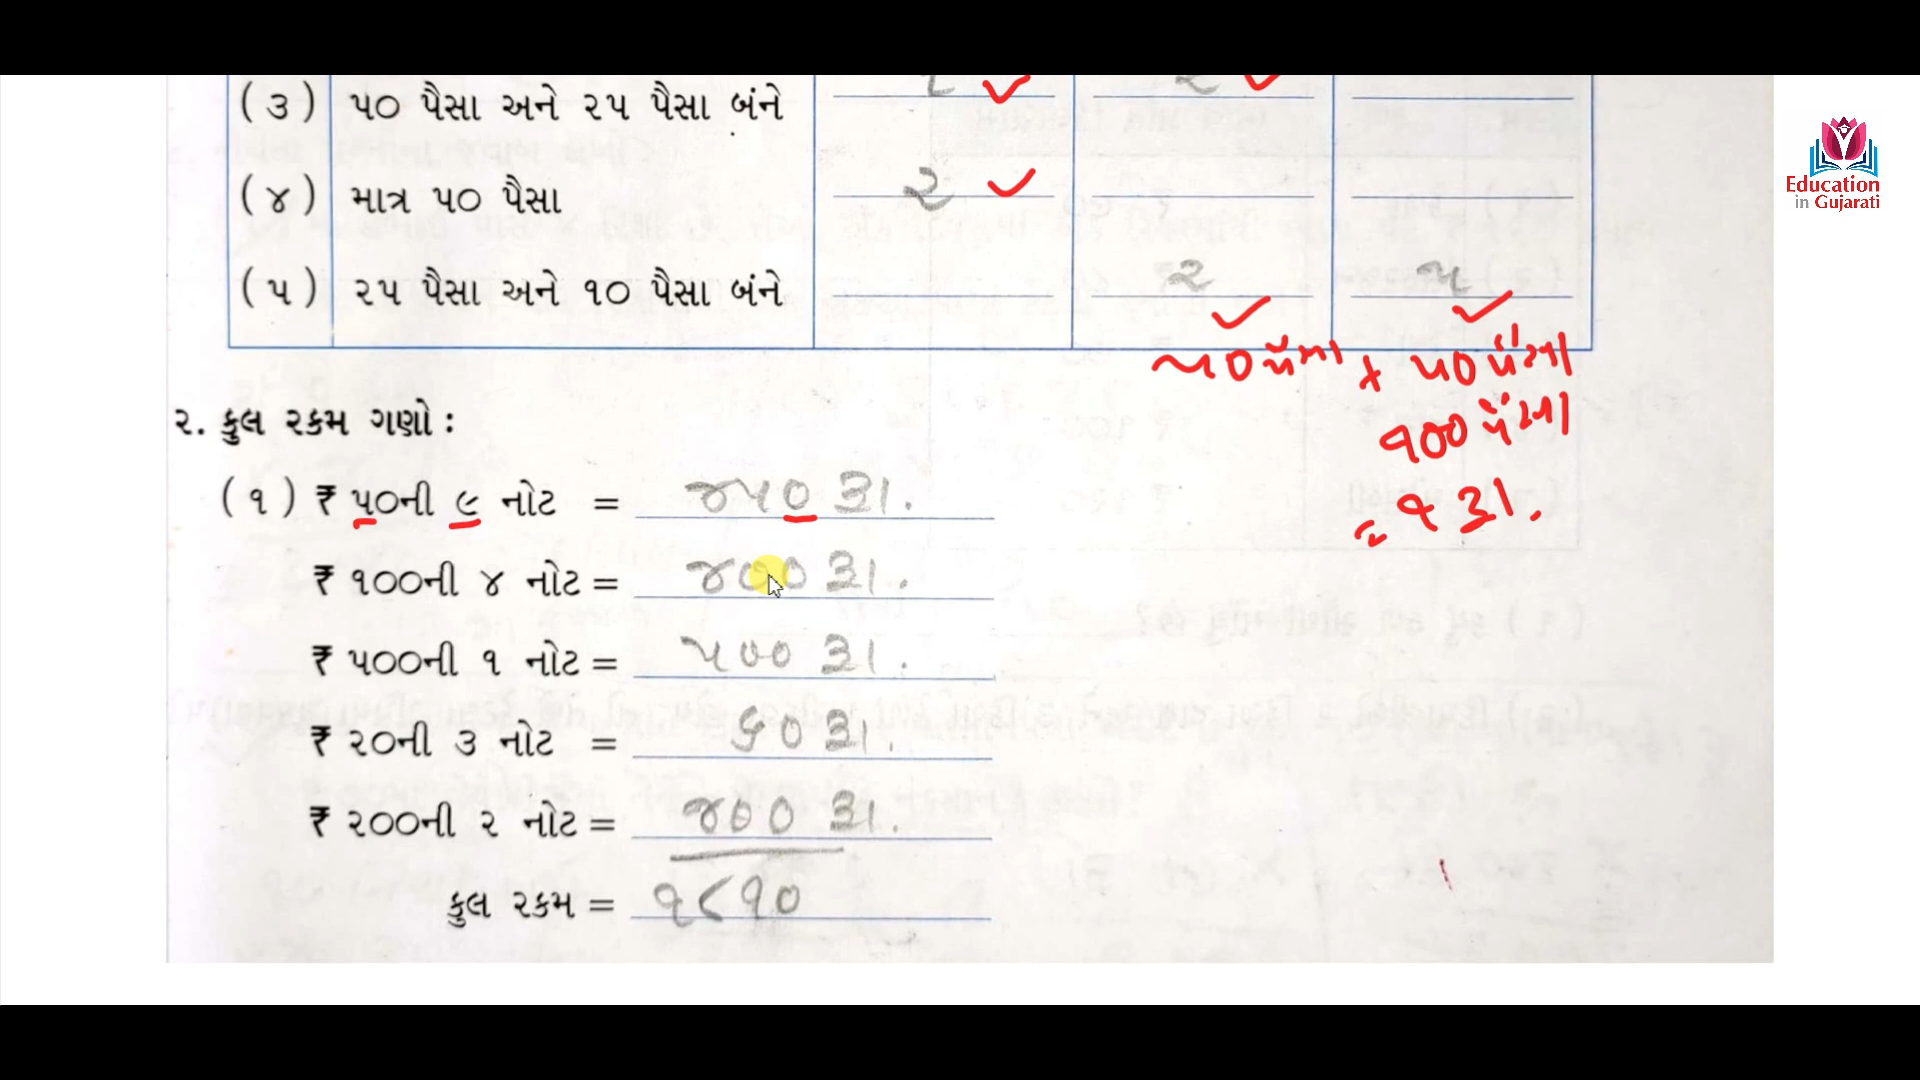 (૩) ૫૦ પૈસા અને ૨૫ પૈસા બંને ૨
(૪) માત્ર ૫૦ પૈસા ૨
(૫) ૨૫ પૈસા અને ૧૦ પૈસા બંને ૨ ૫
૫૦ પૈસા + ૫૦ પૈસા
૧૦૦ પૈસા
= ૧ રૂા.
૨. કુલ રકમ ગણો :
(૧) ₹ ૫૦ની ૯ નોટ = ૪૫૦ રૂા.
₹ ૧૦૦ની ૪ નોટ = ૪૦૦ રૂા.
₹ ૫૦૦ની ૧ નોટ = ૫૦૦ રૂા.
₹ ૨૦ની ૩ નોટ = ૬૦ રૂા.
₹ ૨૦૦ની ૨ નોટ = ૪૦૦ રૂા.
કુલ રકમ = ૧૮૧૦
Education
in Gujarati